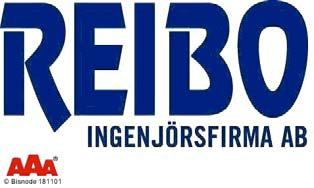 REIBO
INGENJÖRSFIRMA AB
AAA®
© Bisnode 181101